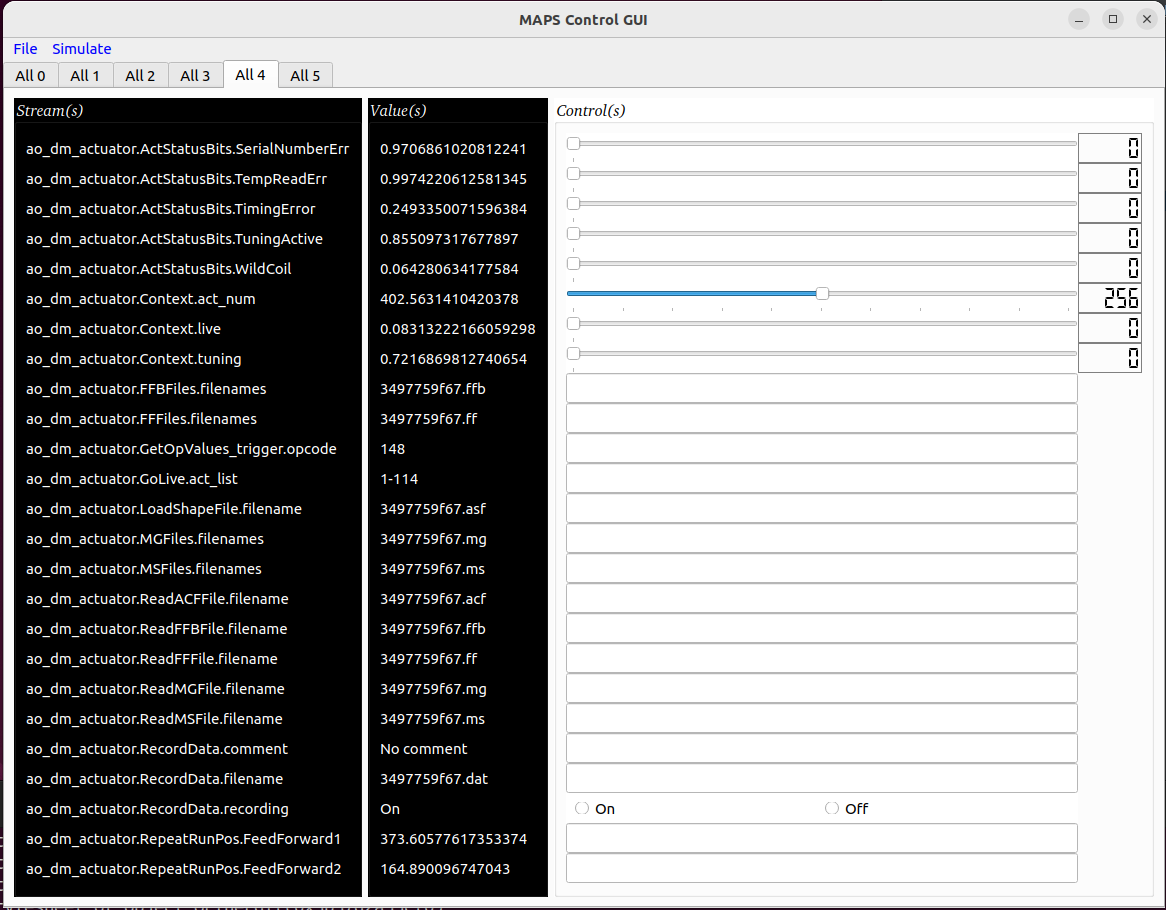 MAPS Control GUI
File Simulate
All 0 All 1 All 2 All 3 All 4 All 5
Stream(s) Value(s) Control(s)
ao_dm_actuator.ActStatusBits.SerialNumberErr 0.9706861020812241 0
ao_dm_actuator.ActStatusBits.TempReadErr 0.9974220612581345 0
ao_dm_actuator.ActStatusBits.TimingError 0.2493350071596384 0
ao_dm_actuator.ActStatusBits.TuningActive 0.855097317677897 0
ao_dm_actuator.ActStatusBits.WildCoil 0.064280634177584 0
ao_dm_actuator.Context.act_num 402.5631410420378 256
ao_dm_actuator.Context.live 0.08313222166059298 0
ao_dm_actuator.Context.tuning 0.7216869812740654 0
ao_dm_actuator.FFBFiles.filenames 3497759f67.ffb
ao_dm_actuator.FFFiles.filenames 3497759f67.ff
ao_dm_actuator.GetOpValues_trigger.opcode 148
ao_dm_actuator.GoLive.act_list 1-114
ao_dm_actuator.LoadShapeFile.filename 3497759f67.asf
ao_dm_actuator.MGFiles.filenames 3497759f67.mg
ao_dm_actuator.MSFiles.filenames 3497759f67.ms
ao_dm_actuator.ReadACFFile.filename 3497759f67.acf
ao_dm_actuator.ReadFFBFile.filename 3497759f67.ffb
ao_dm_actuator.ReadFFFile.filename 3497759f67.ff
ao_dm_actuator.ReadMGFile.filename 3497759f67.mg
ao_dm_actuator.ReadMSFile.filename 3497759f67.ms
ao_dm_actuator.RecordData.comment No comment
ao_dm_actuator.RecordData.filename 3497759f67.dat
ao_dm_actuator.RecordData.recording On On Off
ao_dm_actuator.RepeatRunPos.FeedForward1 373.60577617353374
ao_dm_actuator.RepeatRunPos.FeedForward2 164.890096747043